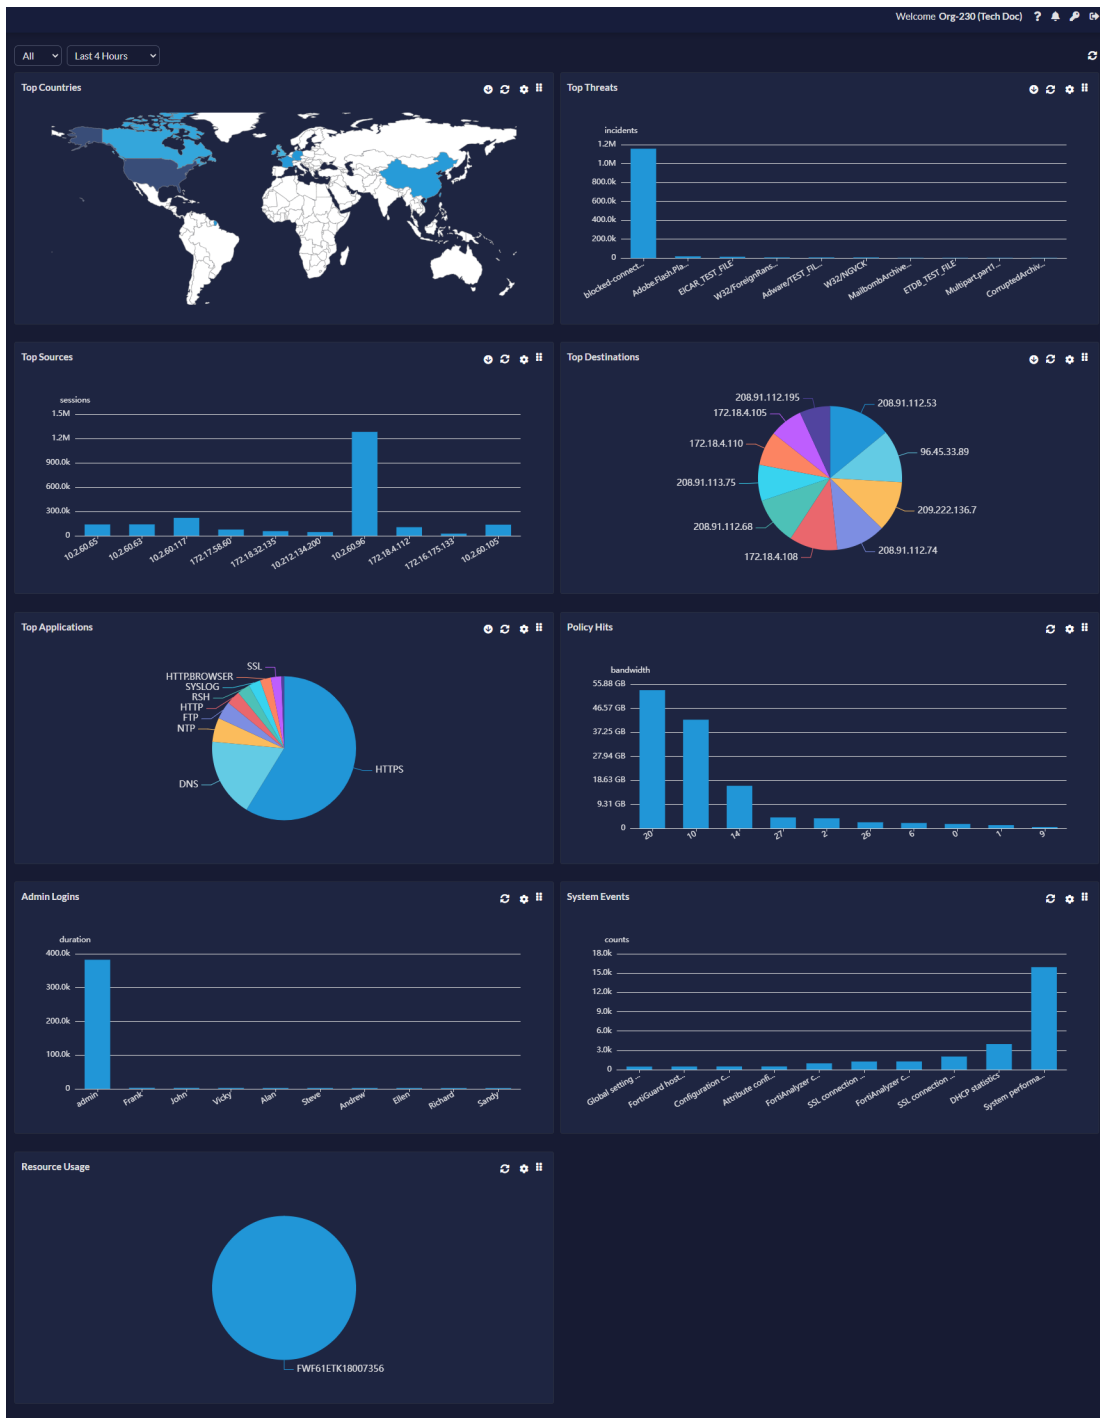 Welcome Org-230 (Tech Doc)
All
Last 4 Hours
Top Countries
Top Threats
incidents
1.2M
1.0M
800.0k
600.0k
400.0k
200.0k
0
blocked-connect...
Adobe.Flash.Pla...
EICAR_TEST_FILE
W32/ForeignRans...
Adware/TEST_FIL...
W32/NGVCK
MailbombArchive...
ETDB_TEST_FILE
Multipart.part1...
CorruptedArchiv...
Top Sources
sessions
1.5M
1.2M
900.0k
600.0k
300.0k
0
10.2.60.65
10.2.60.63
10.2.60.117
172.17.58.60
172.18.32.135
10.212.134.200
10.2.60.96
172.18.4.112
172.16.175.133
10.2.60.105
Top Destinations
208.91.112.195
208.91.112.53
172.18.4.105
172.18.4.110
96.45.33.89
208.91.113.75
209.222.136.7
208.91.112.68
208.91.112.74
172.18.4.108
Top Applications
SSL
HTTP.BROWSER
SYSLOG
RSH
HTTP
FTP
NTP
HTTPS
DNS
Policy Hits
bandwidth
55.88 GB
46.57 GB
37.25 GB
27.94 GB
18.63 GB
9.31 GB
0
20
10
14
27
2
26
6
0
1
9
Admin Logins
duration
400.0k
300.0k
200.0k
100.0k
0
admin
Frank
John
Vicky
Alan
Steve
Andrew
Ellen
Richard
Sandy
System Events
counts
18.0k
15.0k
12.0k
9.0k
6.0k
3.0k
0
Global setting ...
FortiGuard host...
Configuration c...
Attribute confi...
FortiAnalyzer c...
SSL connection ...
FortiAnalyzer c...
SSL connection ...
DHCP statistics
System performa...
Resource Usage
FWF61ETK18007356